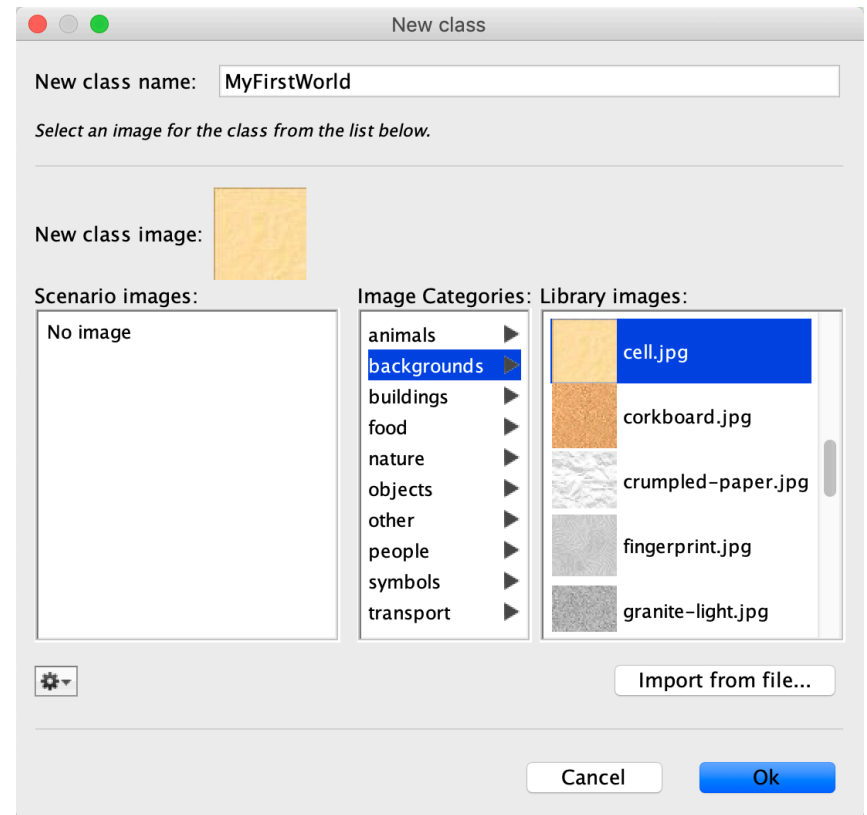 New class
New class name: MyFirstWorld
Select an image for the class from the list below.
New class image:
Scenario images:
No image
Image Categories:
animals
backgrounds
buildings
food
nature
objects
other
people
symbols
transport
Library images:
cell.jpg
corkboard.jpg
crumpled-paper.jpg
fingerprint.jpg
granite-light.jpg
Import from file...
Cancel
Ok